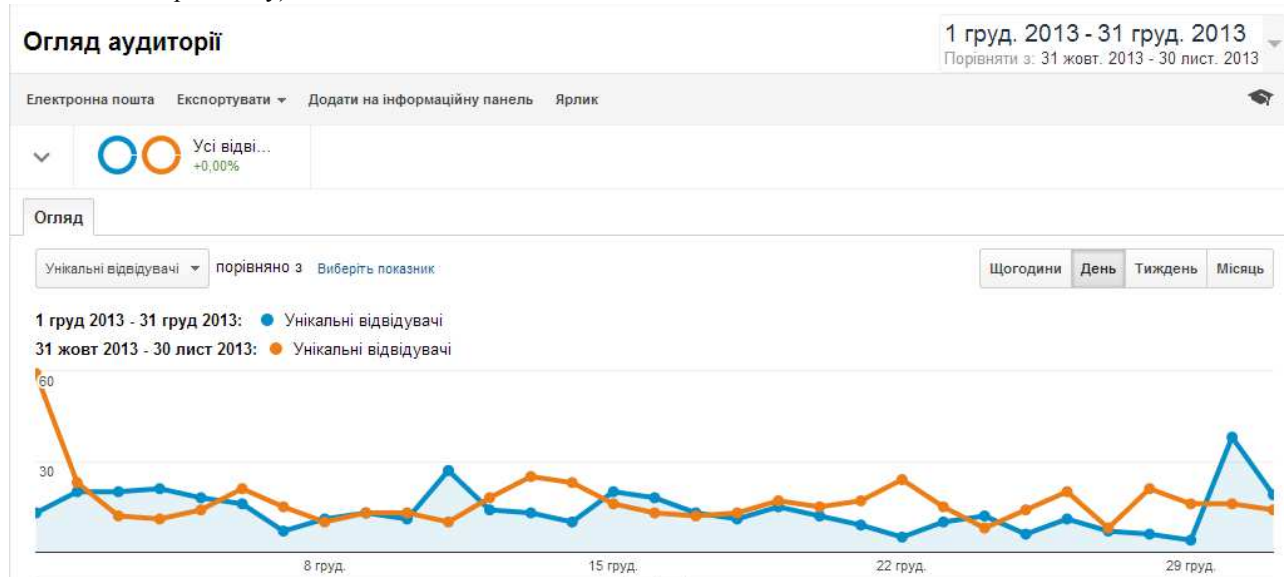 Огляд аудиторії
1 груд. 2013 - 31 груд. 2013
Порівняти з: 31 жовт. 2013 - 30 лист. 2013
Електронна пошта Експортувати Додати на інформаційну панель Ярлик
Усі відві...
+0,00%
Огляд
Унікальні відвідувачі порівняно з Виберіть показник
Щогодини День Тиждень Місяць
1 груд 2013 - 31 груд 2013: Унікальні відвідувачі
31 жовт 2013 - 30 лист 2013: Унікальні відвідувачі
60
30
8 груд. 15 груд. 22 груд. 29 груд.